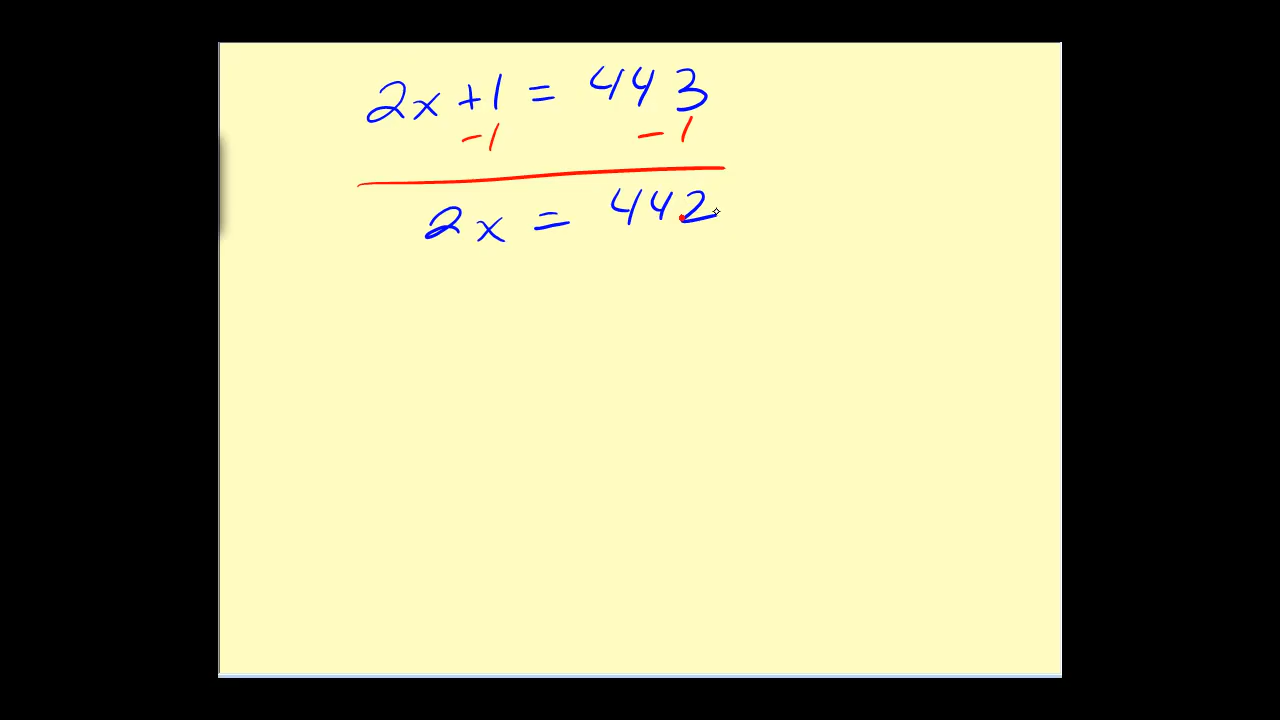 2x + 1 = 443
-1 -1
2x = 442